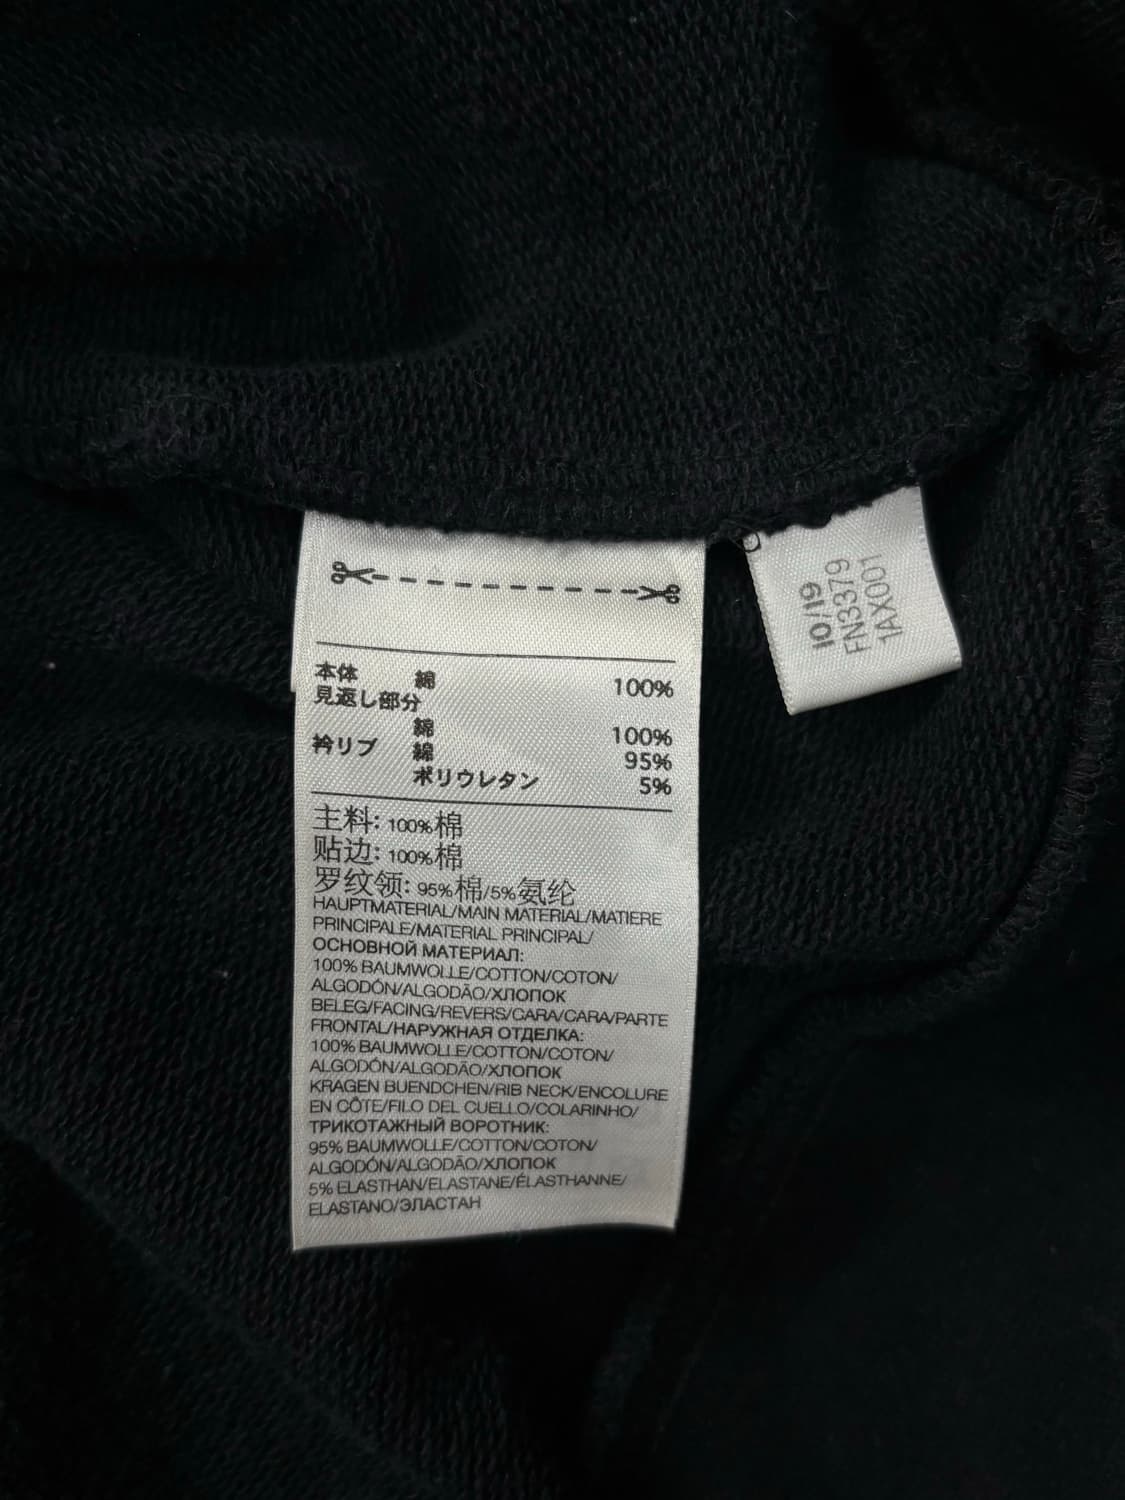 本体 綿 100%
見返し部分
綿 100%
衿リブ 綿 95%
ポリウレタン 5%
主料: 100%棉
贴边: 100%棉
罗纹领: 95%棉/5%氨纶
HAUPTMATERIAL/MAIN MATERIAL/MATIERE
PRINCIPALE/MATERIAL PRINCIPAL/
ОСНОВНОЙ МАТЕРИАЛ:
100% BAUMWOLLE/COTTON/COTON/
ALGODÓN/ALGODÃO/ХЛОПОК
BELEG/FACING/REVERS/CARA/CARA/PARTE
FRONTAL/НАРУЖНАЯ ОТДЕЛКА:
100% BAUMWOLLE/COTTON/COTON/
ALGODÓN/ALGODÃO/ХЛОПОК
KRAGEN BUENDCHEN/RIB NECK/ENCOLURE
EN CÔTE/FILO DEL CUELLO/COLARINHO/
ТРИКОТАЖНЫЙ ВОРОТНИК:
95% BAUMWOLLE/COTTON/COTON/
ALGODÓN/ALGODÃO/ХЛОПОК
5% ELASTHAN/ELASTANE/ÉLASTHANNE/
ELASTANO/ЭЛАСТАН
10/19
FN3379
1AX001